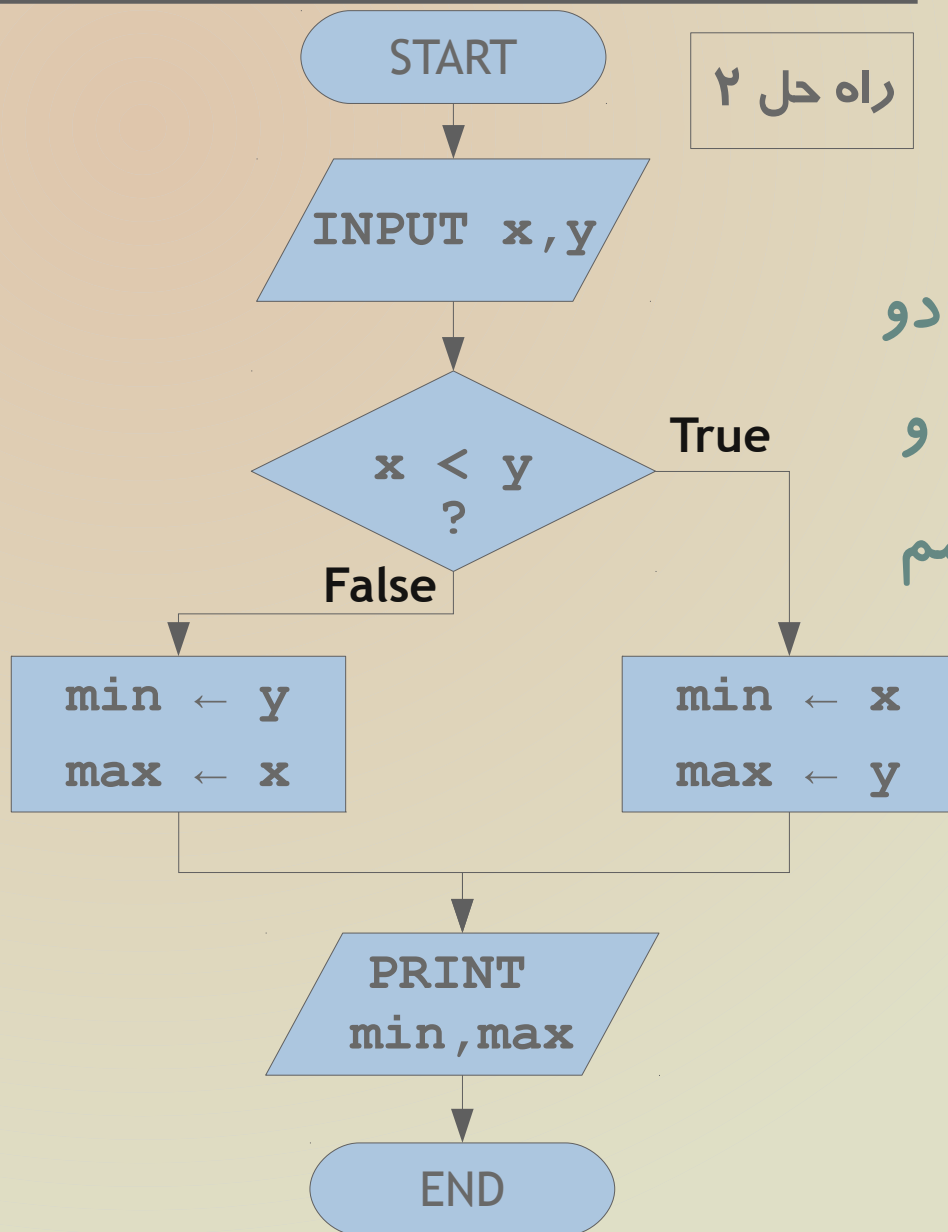 START
راه حل ۲
INPUT x,y
دو
و
x < y
?
True
False
min ← y
max ← x
min ← x
max ← y
PRINT
min,max
END